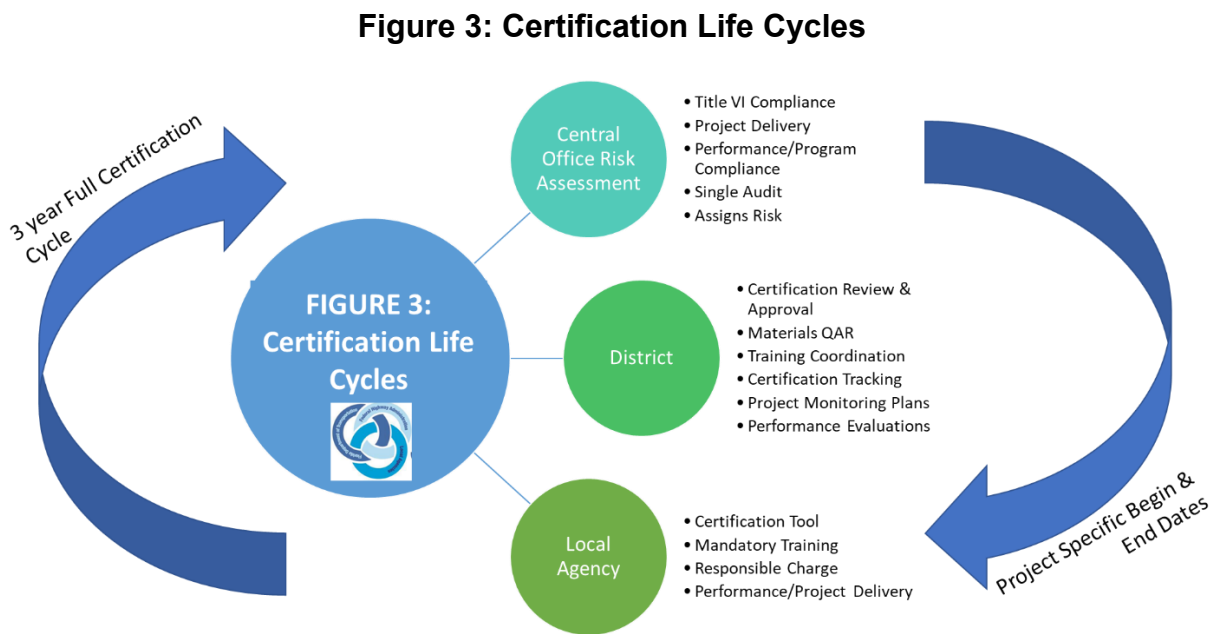 Figure 3: Certification Life Cycles
3 year Full Certification
Cycle
FIGURE 3:
Certification Life
Cycles
Central
Office Risk
Assessment
• Title VI Compliance
• Project Delivery
• Performance/Program
Compliance
• Single Audit
• Assigns Risk
District
• Certification Review &
Approval
• Materials QAR
• Training Coordination
• Certification Tracking
• Project Monitoring Plans
• Performance Evaluations
Local
Agency
• Certification Tool
• Mandatory Training
• Responsible Charge
• Performance/Project Delivery
Project Specific Begin &
End Dates